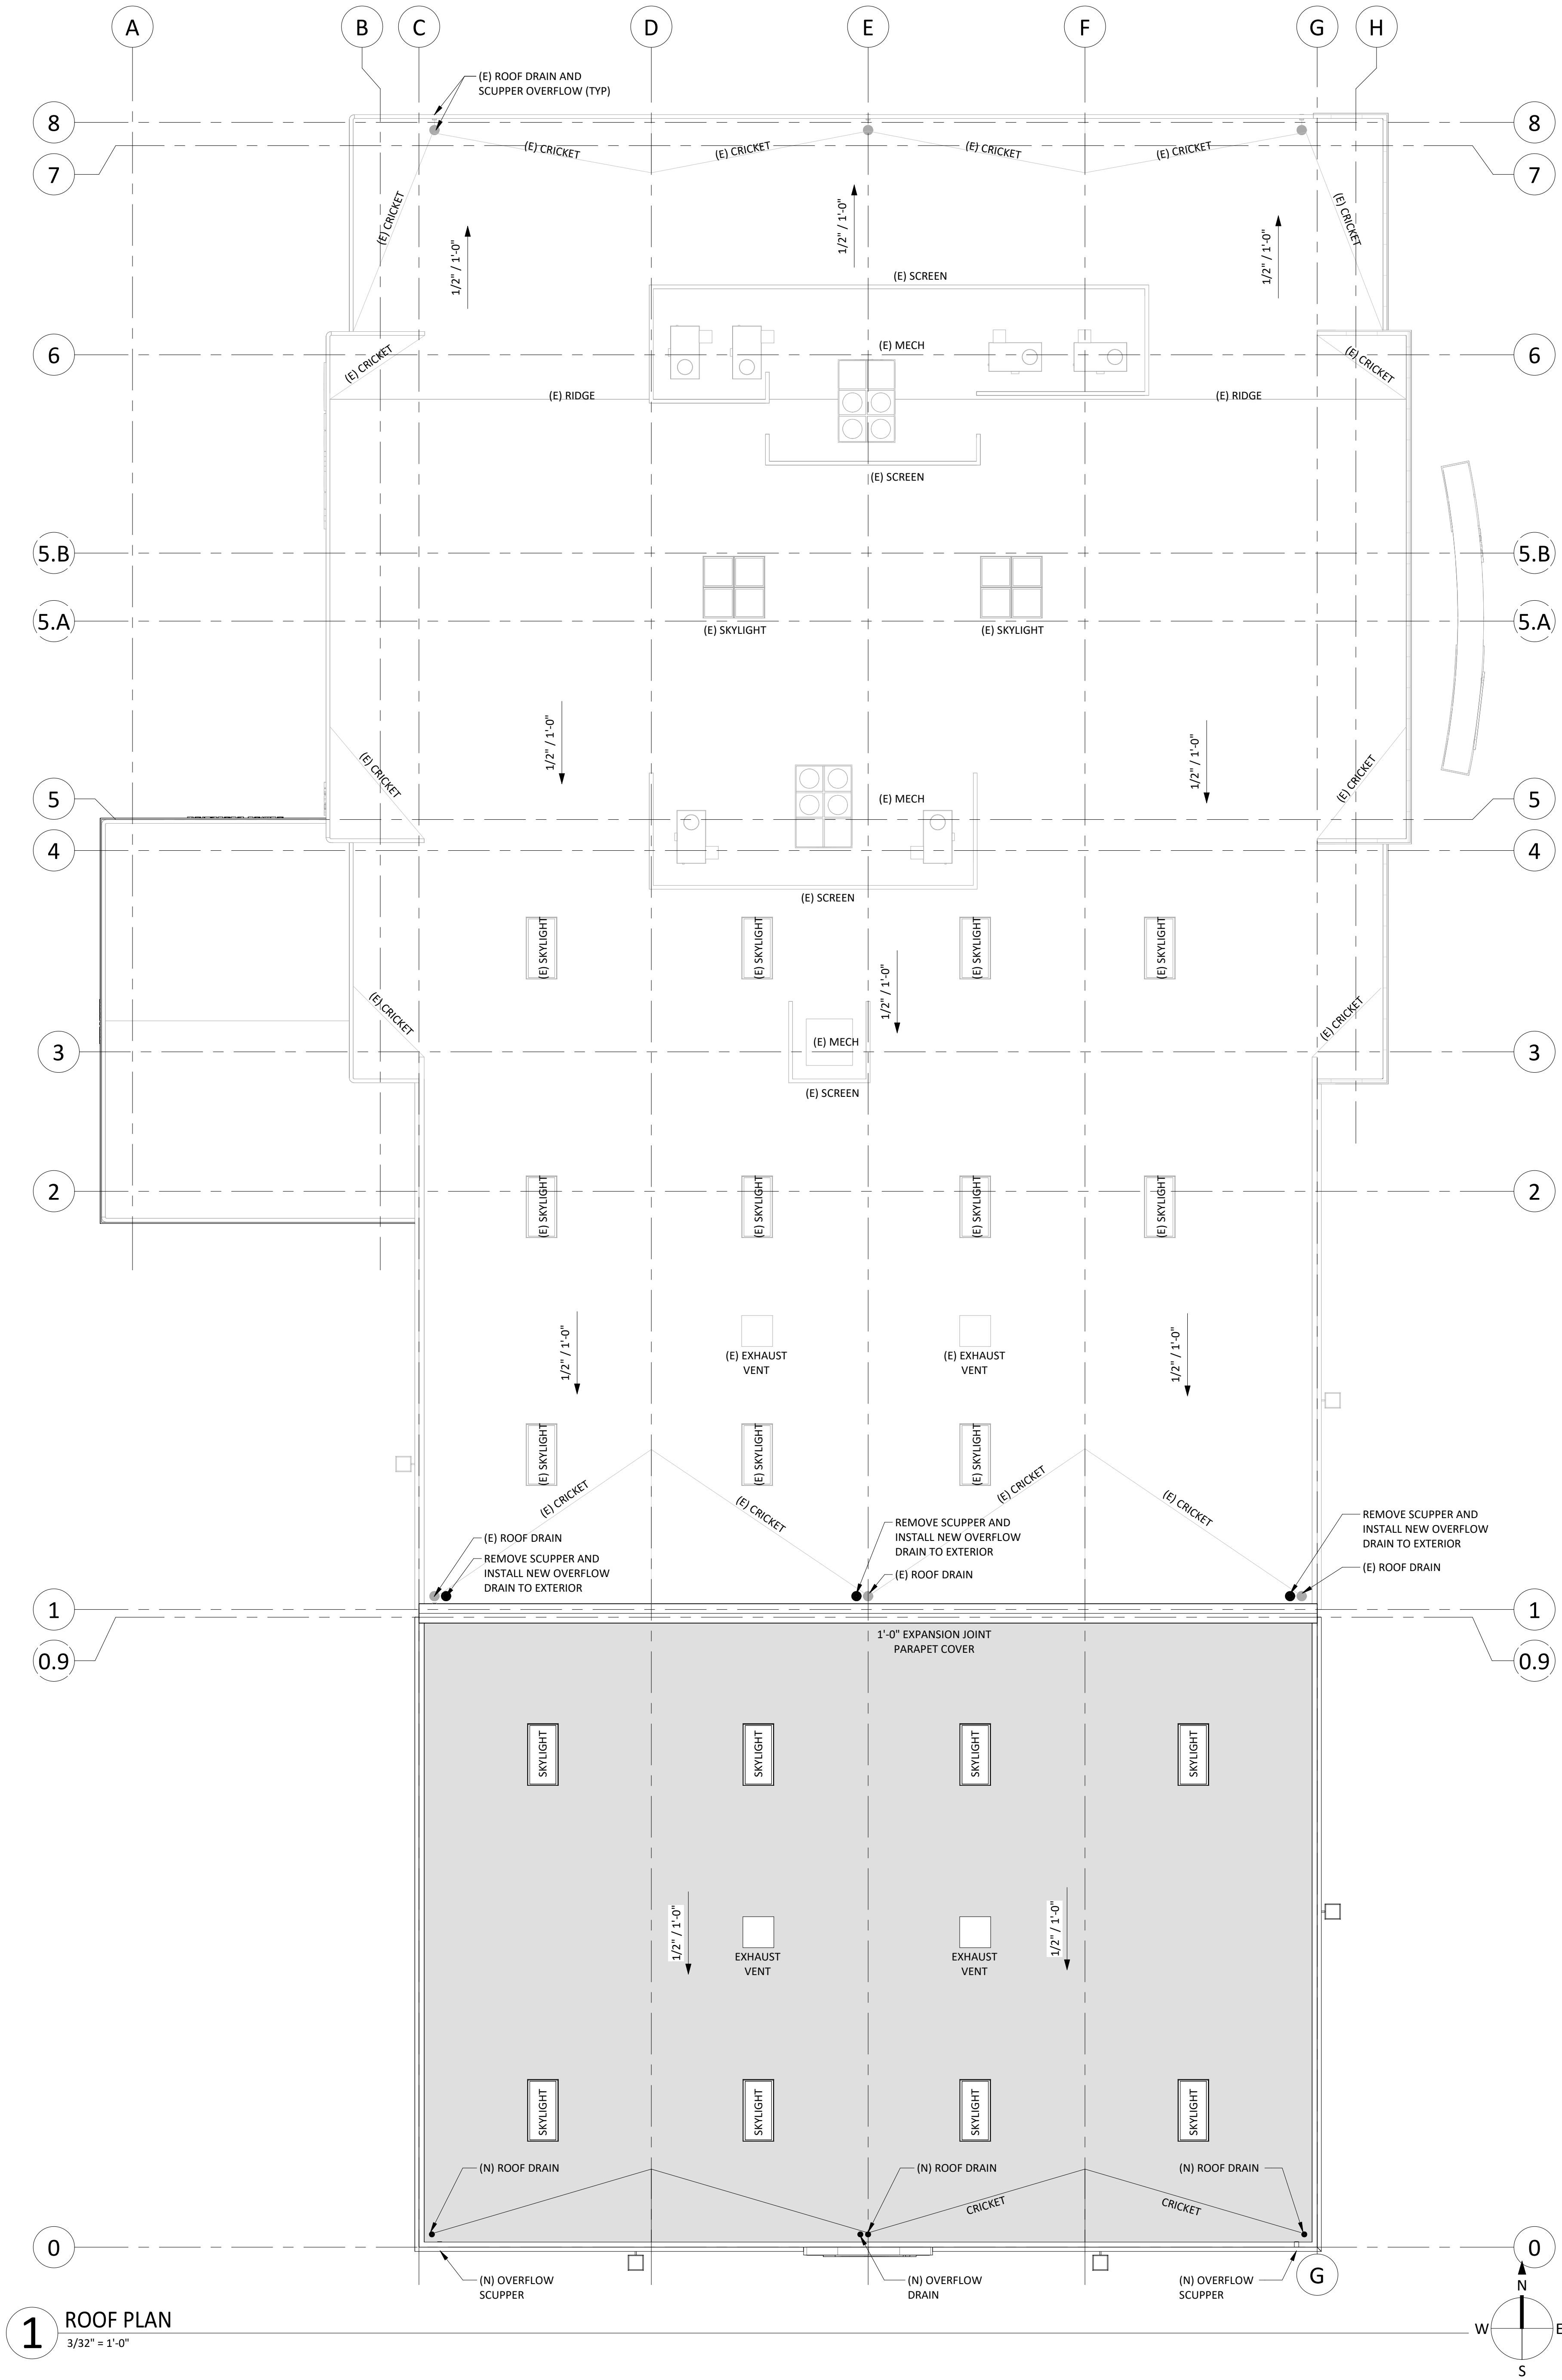 A
B
C
D
E
F
G
H
(E) ROOF DRAIN AND
SCUPPER OVERFLOW (TYP)
8
8
(E) CRICKET
(E) CRICKET
(E) CRICKET
(E) CRICKET
7
7
(E) CRICKET
(E) CRICKET
1/2" / 1'-0"
1/2" / 1'-0"
1/2" / 1'-0"
(E) SCREEN
(E) MECH
6
6
(E) CRICKET
(E) CRICKET
(E) RIDGE
(E) RIDGE
(E) SCREEN
5.B
5.B
5.A
5.A
(E) SKYLIGHT
(E) SKYLIGHT
1/2" / 1'-0"
1/2" / 1'-0"
(E) CRICKET
(E) CRICKET
5
(E) MECH
5
4
4
(E) SCREEN
(E) SKYLIGHT
(E) SKYLIGHT
(E) SKYLIGHT
(E) SKYLIGHT
1/2" / 1'-0"
(E) CRICKET
(E) CRICKET
3
(E) MECH
3
(E) SCREEN
2
2
(E) SKYLIGHT
(E) SKYLIGHT
(E) SKYLIGHT
(E) SKYLIGHT
1/2" / 1'-0"
1/2" / 1'-0"
(E) EXHAUST
VENT
(E) EXHAUST
VENT
(E) SKYLIGHT
(E) SKYLIGHT
(E) SKYLIGHT
(E) CRICKET
(E) CRICKET
(E) CRICKET
(E) CRICKET
(E) ROOF DRAIN
REMOVE SCUPPER AND
INSTALL NEW OVERFLOW
DRAIN TO EXTERIOR
REMOVE SCUPPER AND
INSTALL NEW OVERFLOW
DRAIN TO EXTERIOR
(E) ROOF DRAIN
REMOVE SCUPPER AND
INSTALL NEW OVERFLOW
DRAIN TO EXTERIOR
(E) ROOF DRAIN
1
1
1'-0" EXPANSION JOINT
PARAPET COVER
0.9
0.9
SKYLIGHT
SKYLIGHT
SKYLIGHT
SKYLIGHT
1/2" / 1'-0"
1/2" / 1'-0"
EXHAUST
VENT
EXHAUST
VENT
SKYLIGHT
SKYLIGHT
SKYLIGHT
SKYLIGHT
(N) ROOF DRAIN
(N) ROOF DRAIN
(N) ROOF DRAIN
CRICKET
CRICKET
0
0
G
(N) OVERFLOW
SCUPPER
(N) OVERFLOW
DRAIN
(N) OVERFLOW
SCUPPER
1
ROOF PLAN
3/32" = 1'-0"
N
W
E
S